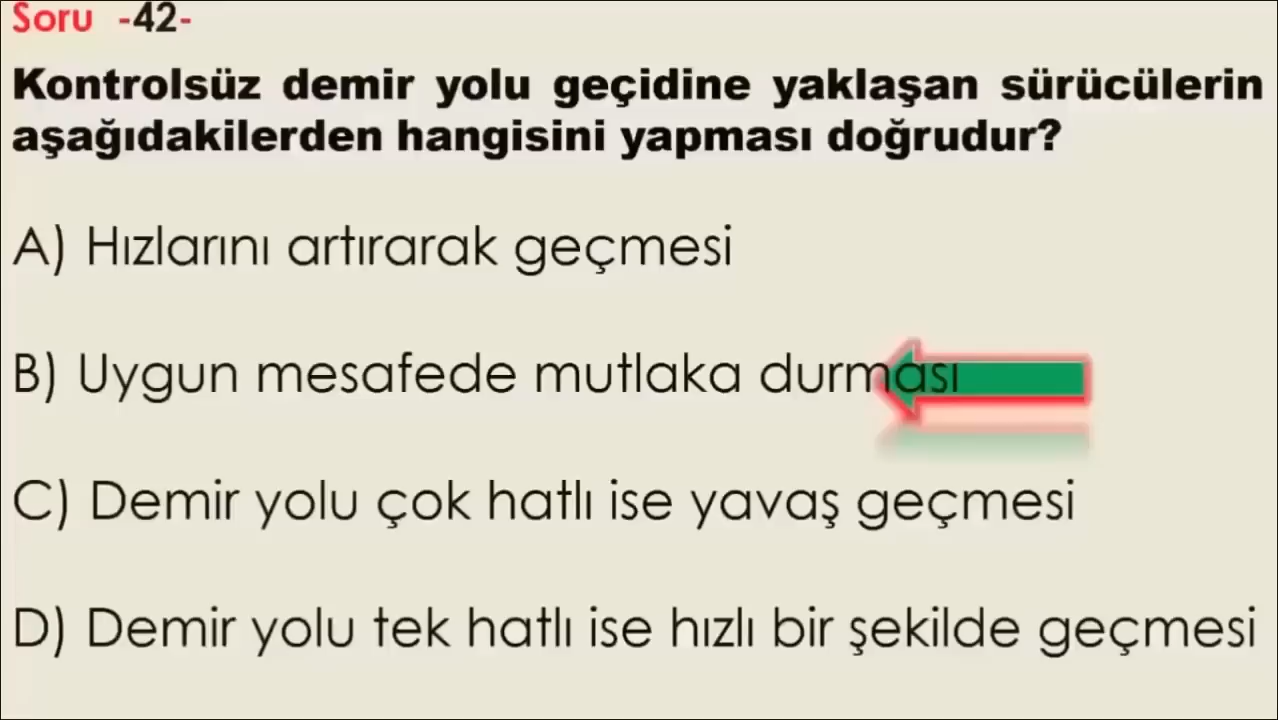 Soru -42-
Kontrolsüz demir yolu geçidine yaklaşan sürücülerin
aşağıdakilerden hangisini yapması doğrudur?
A) Hızlarını artırarak geçmesi
B) Uygun mesafede mutlaka durması
C) Demir yolu çok hatlı ise yavaş geçmesi
D) Demir yolu tek hatlı ise hızlı bir şekilde geçmesi